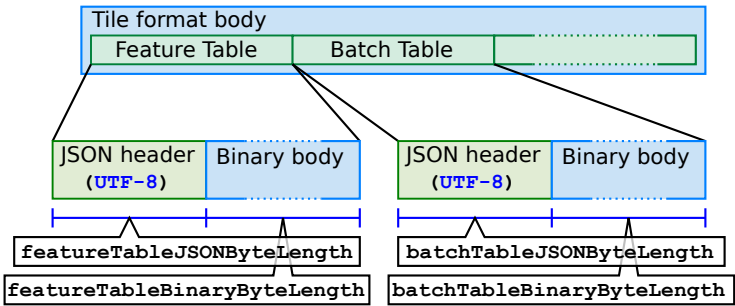 Tile format body
Feature Table
Batch Table
JSON header
(UTF-8)
Binary body
JSON header
(UTF-8)
Binary body
featureTableJSONByteLength
batchTableJSONByteLength
featureTableBinaryByteLength
batchTableBinaryByteLength